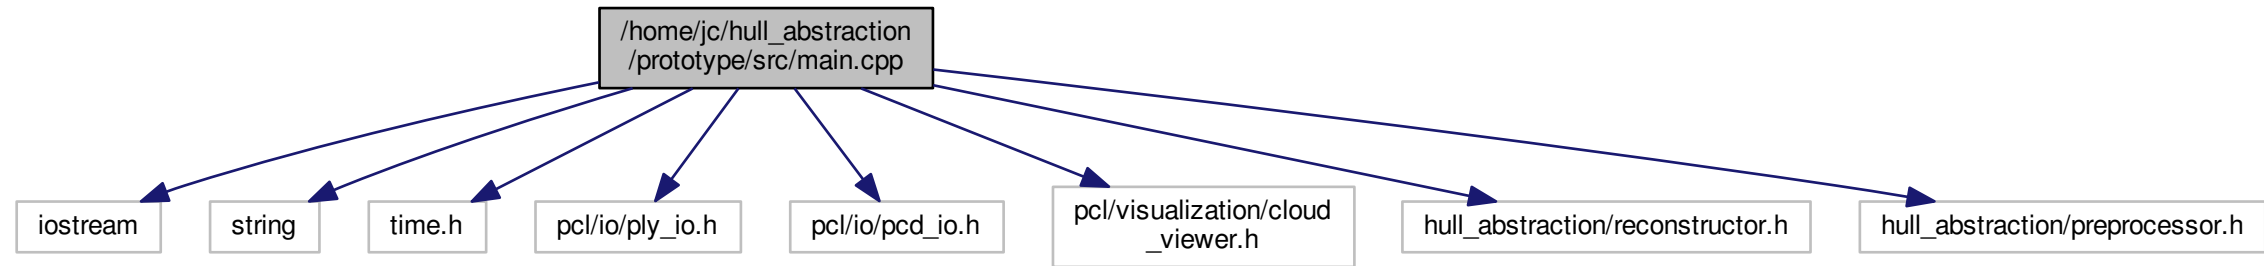 /home/jc/hull_abstraction
/prototype/src/main.cpp
iostream
string
time.h
pcl/io/ply_io.h
pcl/io/pcd_io.h
pcl/visualization/cloud
_viewer.h
hull_abstraction/reconstructor.h
hull_abstraction/preprocessor.h